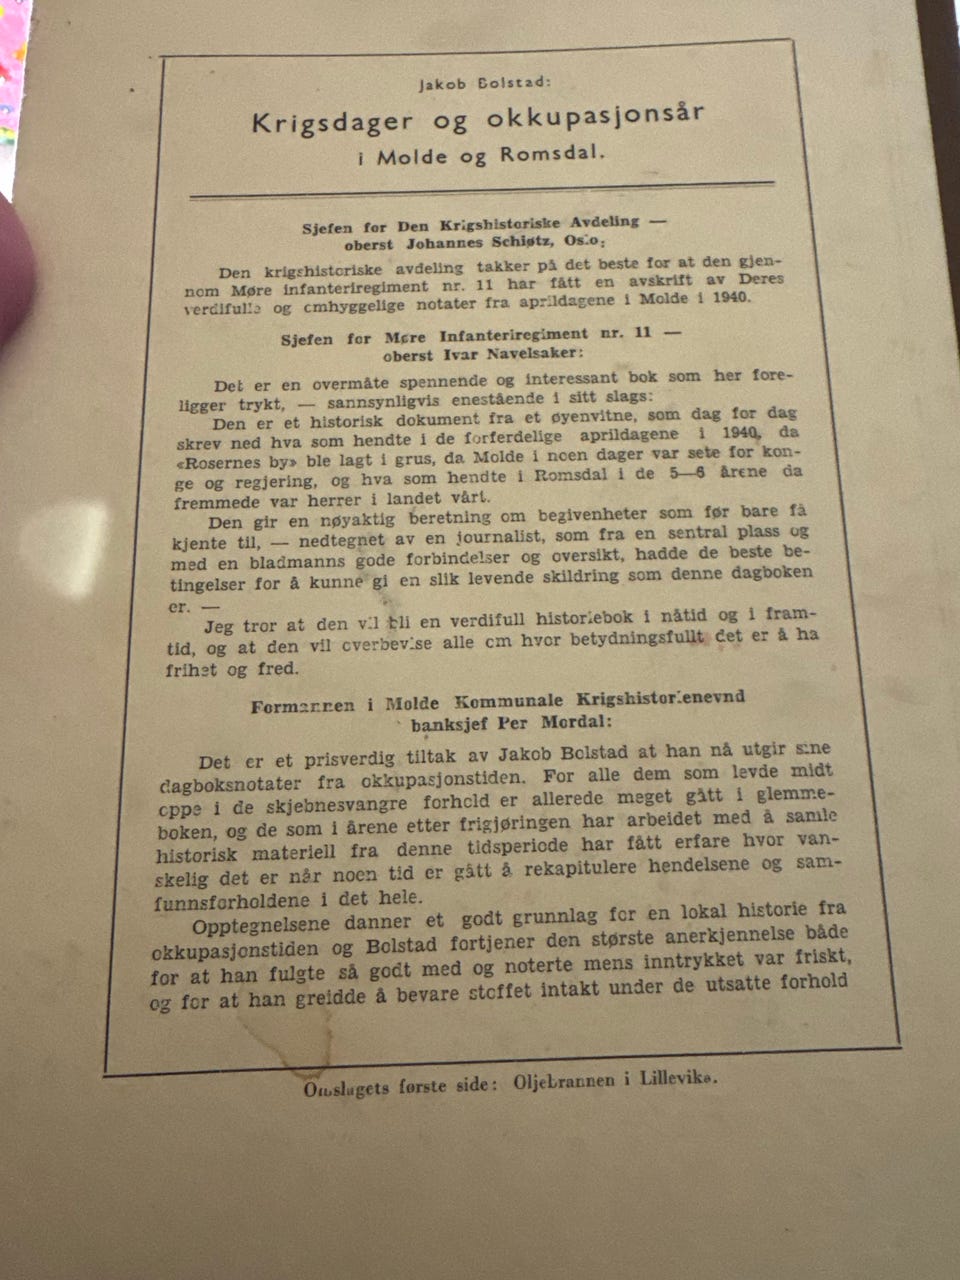 Jakob Bolstad:
Krigsdager og okkupasjonsår
i Molde og Romsdal.
Sjefen for Den Krigshistoriske Avdeling —
oberst Johannes Schiøtz, Oslo:
Den krigshistoriske avdeling takker på det beste for at den gjen-
nom Møre infanteriregiment nr. 11 har fått en avskrift av Deres
verdifulle og omhyggelige notater fra aprildagene i Molde i 1940.
Sjefen for Møre Infanteriregiment nr. 11 —
oberst Ivar Navelsaker:
Det er en overmåte spennende og interessant bok som her fore-
ligger trykt, — sannsynligvis enestående i sitt slags:
Den er et historisk dokument fra et øyenvitne, som dag for dag
skrev ned hva som hendte i de forferdelige aprildagene i 1940, da
«Rosernes by» ble lagt i grus, da Molde i noen dager var sete for kon-
ge og regjering, og hva som hendte i Romsdal i de 5—6 årene da
fremmede var herrer i landet vårt.
Den gir en nøyaktig beretning om begivenheter som før bare få
kjente til, — nedtegnet av en journalist, som fra en sentral plass og
med en bladmanns gode forbindelser og oversikt, hadde de beste be-
tingelser for å kunne gi en slik levende skildring som denne dagboken
er. —
Jeg tror at den vil bli en verdifull historiebok i nåtid og i fram-
tid, og at den vil overbevise alle om hvor betydningsfullt det er å ha
frihet og fred.
Formannen i Molde Kommunale Krigshistorienevnd
banksjef Per Mordal:
Det er et prisverdig tiltak av Jakob Bolstad at han nå utgir sine
dagboksnotater fra okkupasjonstiden. For alle dem som levde midt
oppe i de skjebnesvangre forhold er allerede meget gått i glemme-
boken, og de som i årene etter frigjøringen har arbeidet med å samle
historisk materiell fra denne tidsperiode har fått erfare hvor van-
skelig det er når noen tid er gått å rekapitulere hendelsene og sam-
funnsforholdene i det hele.
Opptegnelsene danner et godt grunnlag for en lokal historie fra
okkupasjonstiden og Bolstad fortjener den største anerkjennelse både
for at han fulgte så godt med og noterte mens inntrykket var friskt,
og for at han greidde å bevare stoffet intakt under de utsatte forhold
Omslagets første side: Oljebrannen i Lillevika.